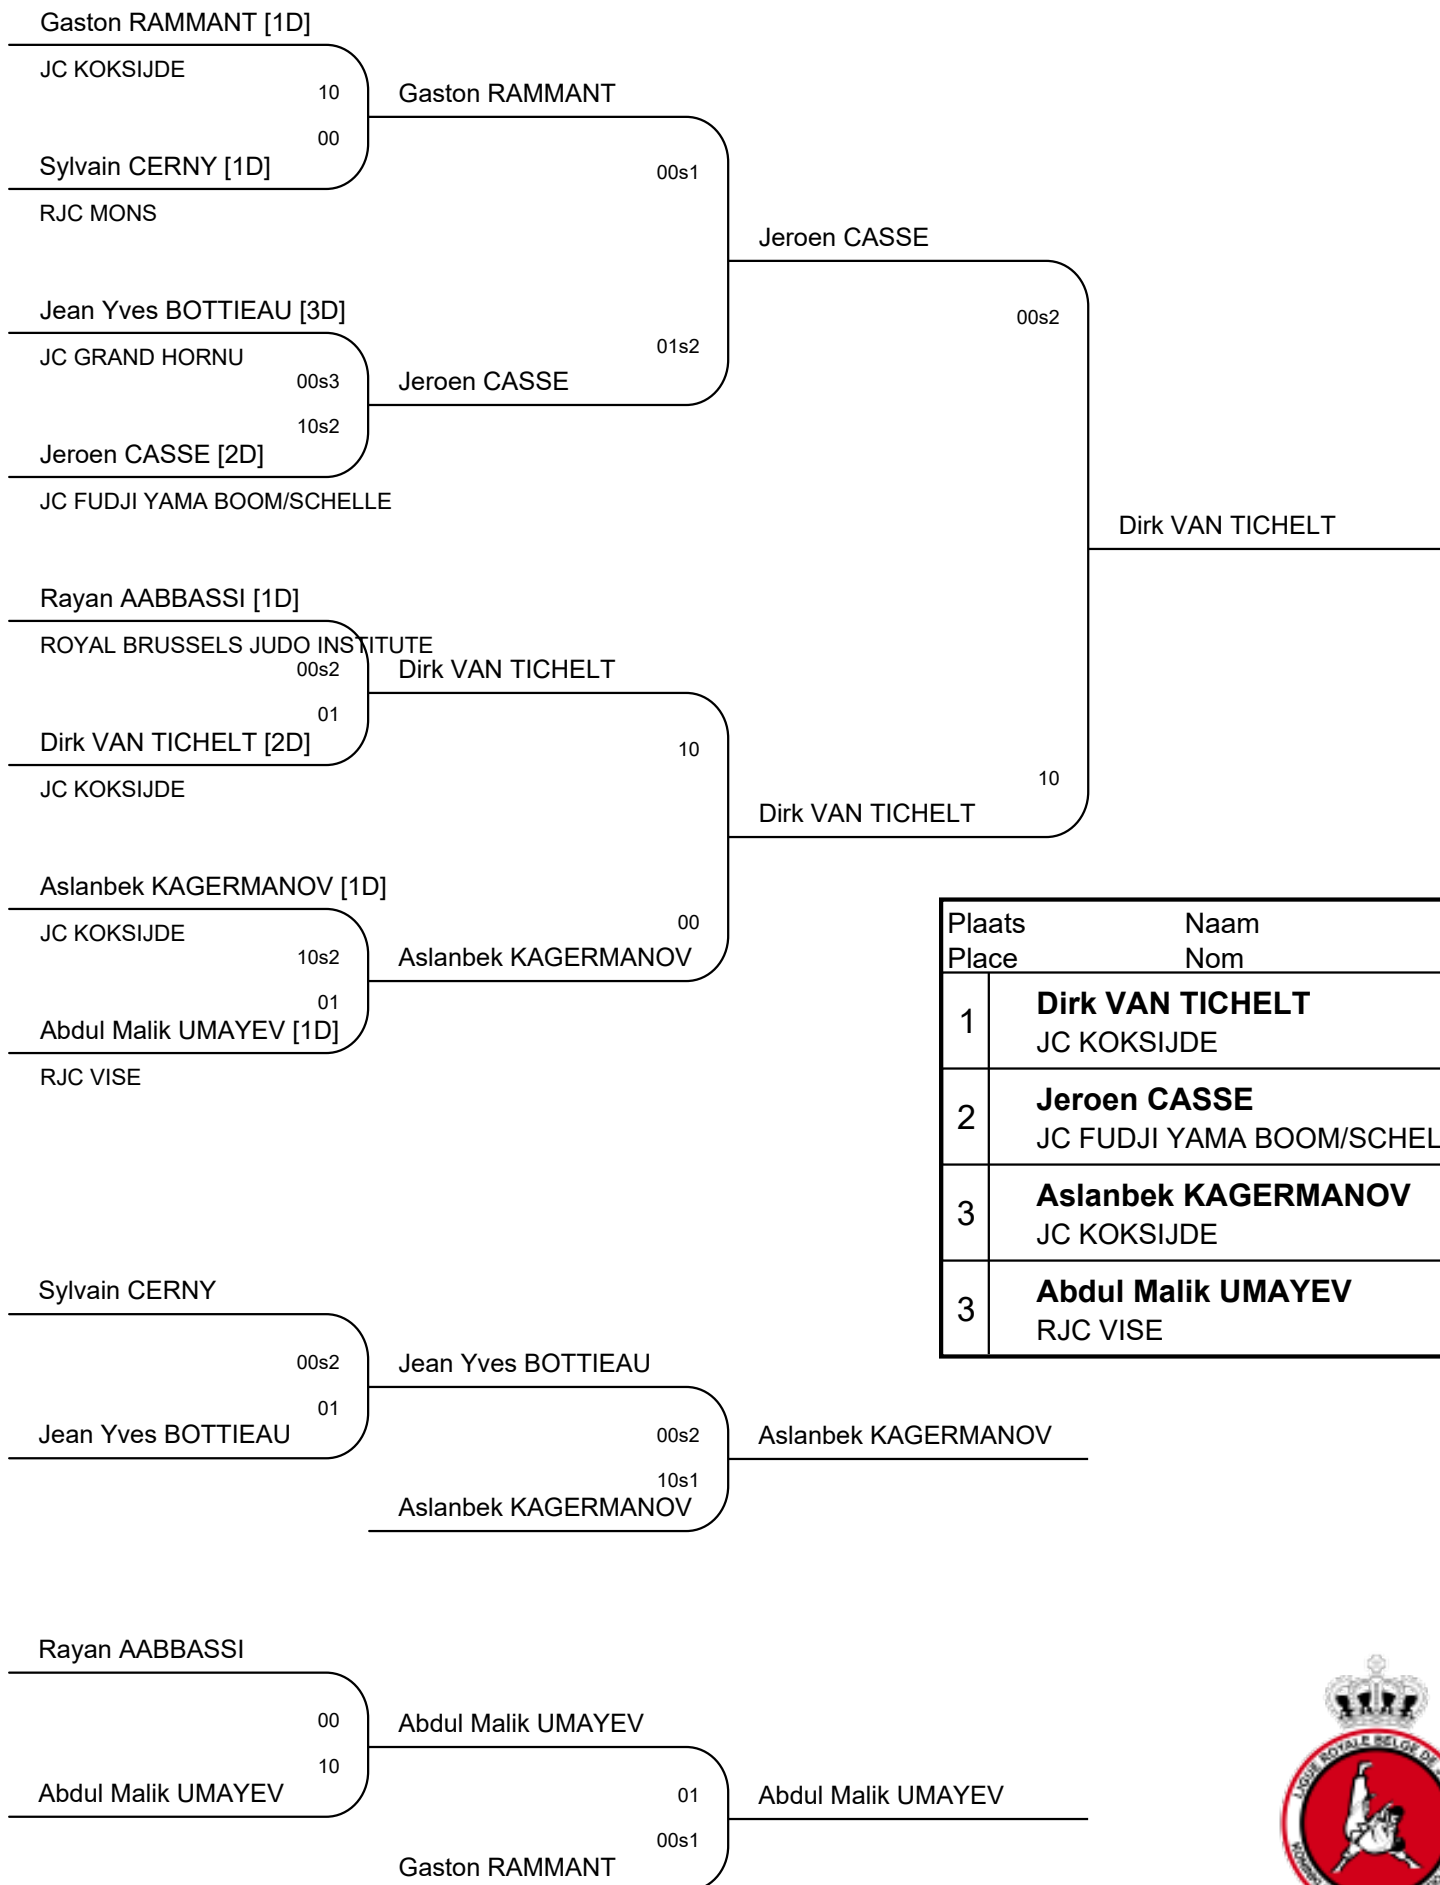 Gaston RAMMANT [1D]
JC KOKSIJDE
10
Gaston RAMMANT
00
Sylvain CERNY [1D]
00s1
RJC MONS
Jeroen CASSE
Jean Yves BOTTIEAU [3D]
00s2
JC GRAND HORNU
01s2
00s3
Jeroen CASSE
10s2
Jeroen CASSE [2D]
JC FUDJI YAMA BOOM/SCHELLE
Dirk VAN TICHELT
Rayan AABBASSI [1D]
ROYAL BRUSSELS JUDO INSTITUTE
00s2
Dirk VAN TICHELT
01
Dirk VAN TICHELT [2D]
10
JC KOKSIJDE
10
Dirk VAN TICHELT
Aslanbek KAGERMANOV [1D]
JC KOKSIJDE
00
10s2
Aslanbek KAGERMANOV
01
Abdul Malik UMAYEV [1D]
RJC VISE
Plaats Naam
Place Nom
1 Dirk VAN TICHELT
JC KOKSIJDE
2 Jeroen CASSE
JC FUDJI YAMA BOOM/SCHEL
3 Aslanbek KAGERMANOV
JC KOKSIJDE
3 Abdul Malik UMAYEV
RJC VISE
Sylvain CERNY
00s2
Jean Yves BOTTIEAU
01
Jean Yves BOTTIEAU
00s2
Aslanbek KAGERMANOV
10s1
Aslanbek KAGERMANOV
Rayan AABBASSI
00
Abdul Malik UMAYEV
10
Abdul Malik UMAYEV
01
Abdul Malik UMAYEV
00s1
Gaston RAMMANT
LIGUE ROYALE BELGE DE